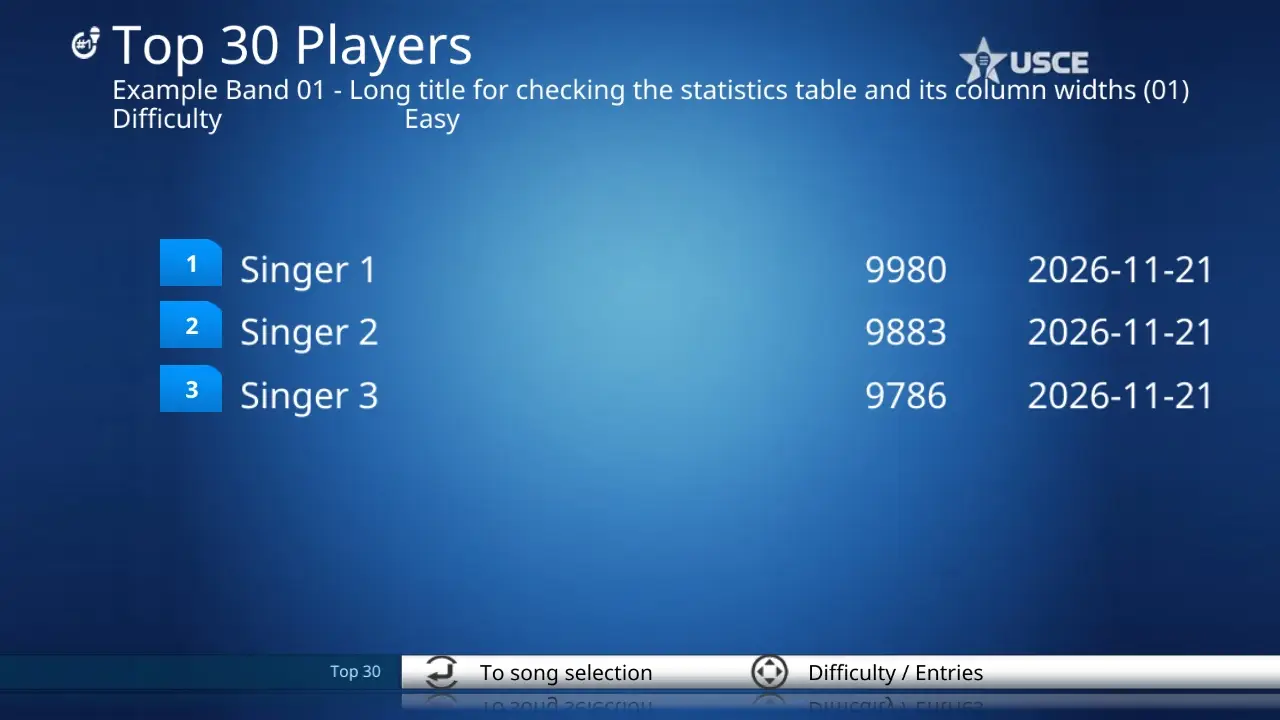 #1 Top 30 Players
USCE
Example Band 01 - Long title for checking the statistics table and its column widths (01)
Difficulty Easy
1 Singer 1 9980 2026-11-21
2 Singer 2 9883 2026-11-21
3 Singer 3 9786 2026-11-21
Top 30 To song selection Difficulty / Entries